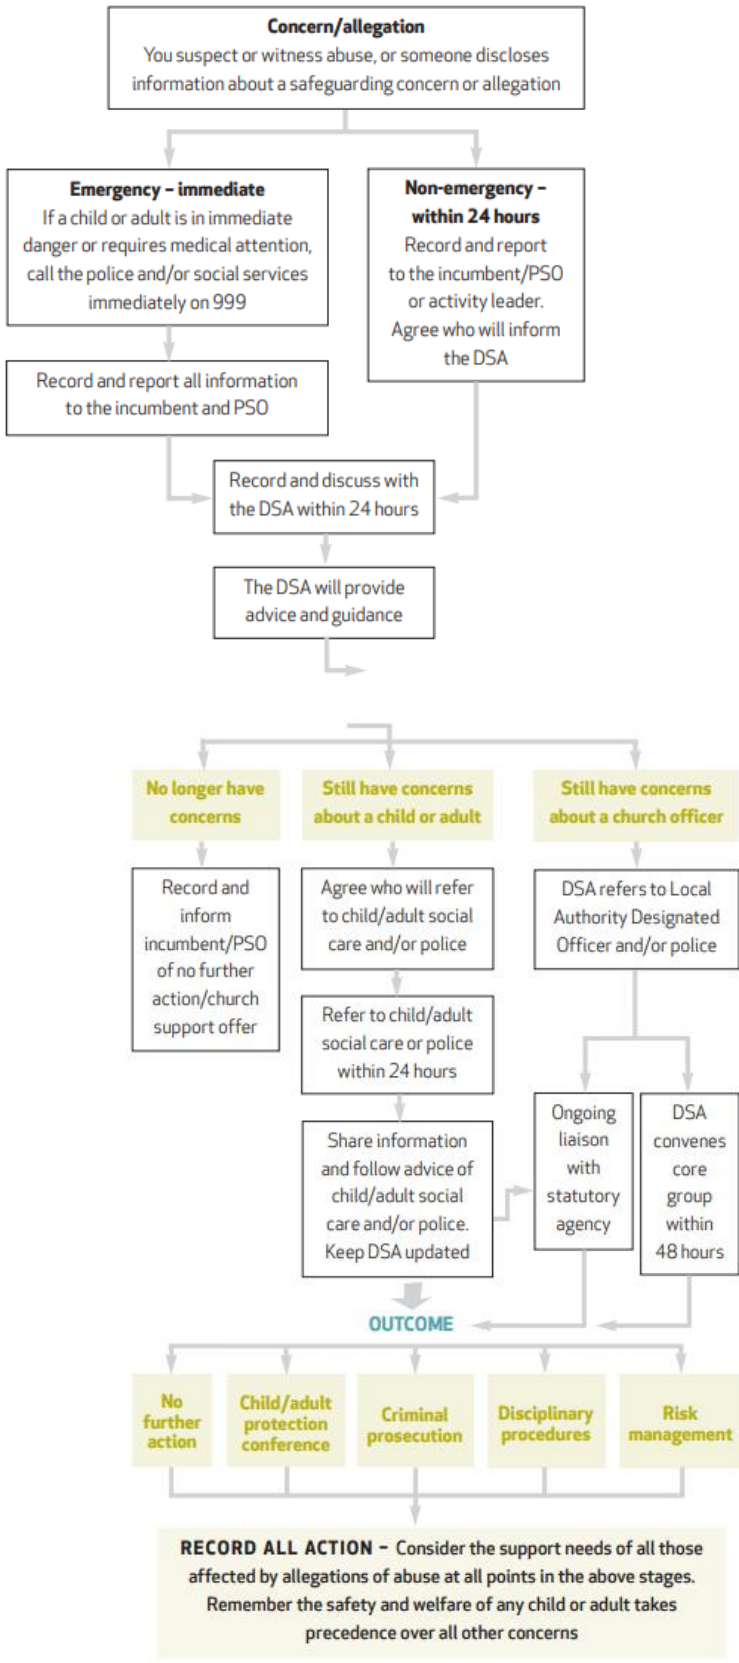 Concern/allegation
You suspect or witness abuse, or someone discloses
information about a safeguarding concern or allegation
Emergency – immediate
If a child or adult is in immediate
danger or requires medical attention,
call the police and/or social services
immediately on 999
Non-emergency –
within 24 hours
Record and report
to the incumbent/PSO
or activity leader.
Agree who will inform
the DSA
Record and report all information
to the incumbent and PSO
Record and discuss with
the DSA within 24 hours
The DSA will provide
advice and guidance
No longer have
concerns
Still have concerns
about a child or adult
Still have concerns
about a church officer
Record and
inform
incumbent/PSO
of no further
action/church
support offer
Agree who will refer
to child/adult social
care and/or police
DSA refers to Local
Authority Designated
Officer and/or police
Refer to child/adult
social care or police
within 24 hours
Share information
and follow advice of
child/adult social
care and/or police.
Keep DSA updated
Ongoing
liaison
with
statutory
agency
DSA
convenes
core
group
within
48 hours
OUTCOME
No
further
action
Child/adult
protection
conference
Criminal
prosecution
Disciplinary
procedures
Risk
management
RECORD ALL ACTION – Consider the support needs of all those
affected by allegations of abuse at all points in the above stages.
Remember the safety and welfare of any child or adult takes
precedence over all other concerns